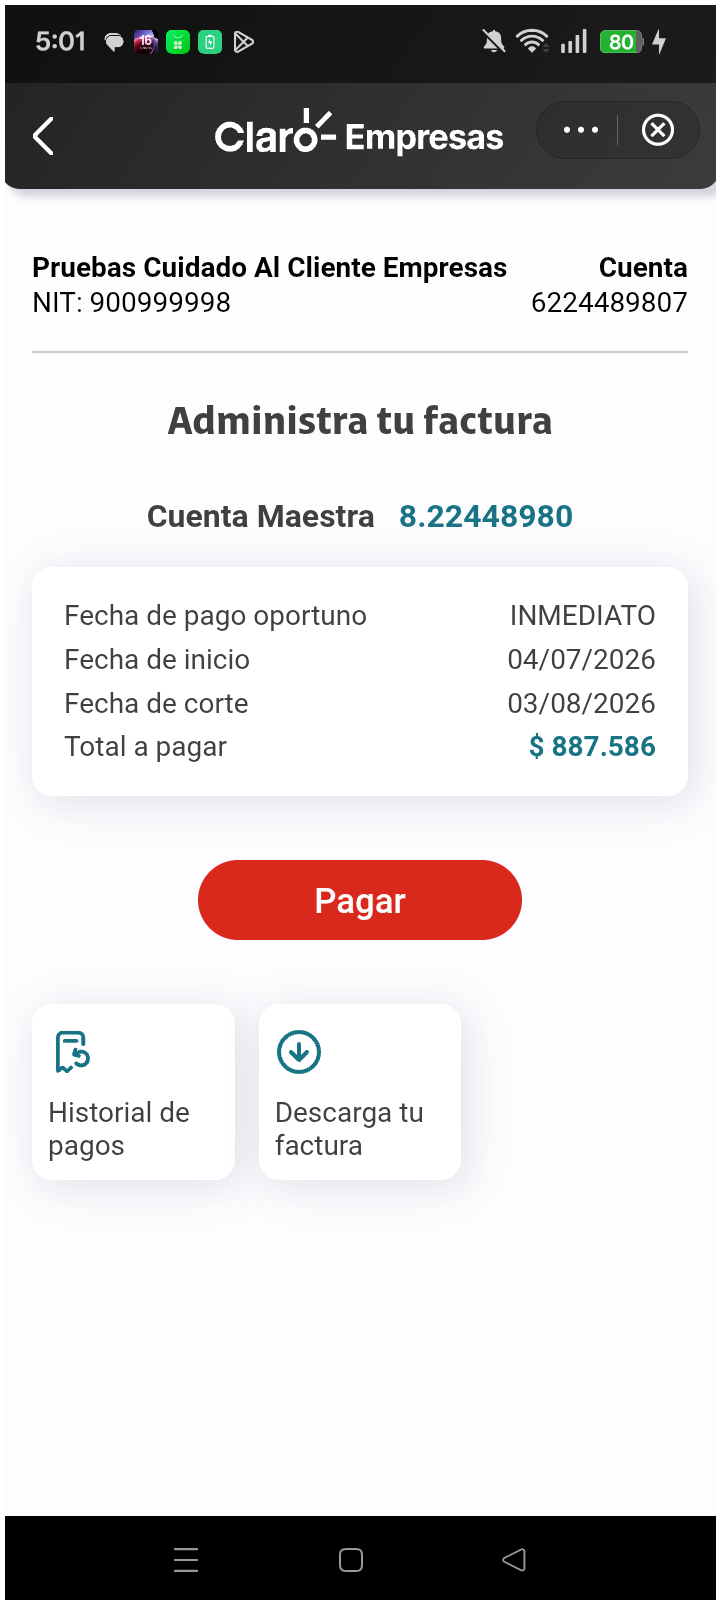 5:01
16
80
Claro Empresas
Pruebas Cuidado Al Cliente Empresas Cuenta
NIT: 900999998 6224489807
Administra tu factura
Cuenta Maestra 8.22448980
Fecha de pago oportuno INMEDIATO
Fecha de inicio 04/07/2026
Fecha de corte 03/08/2026
Total a pagar $ 887.586
Pagar
Historial de
pagos
Descarga tu
factura